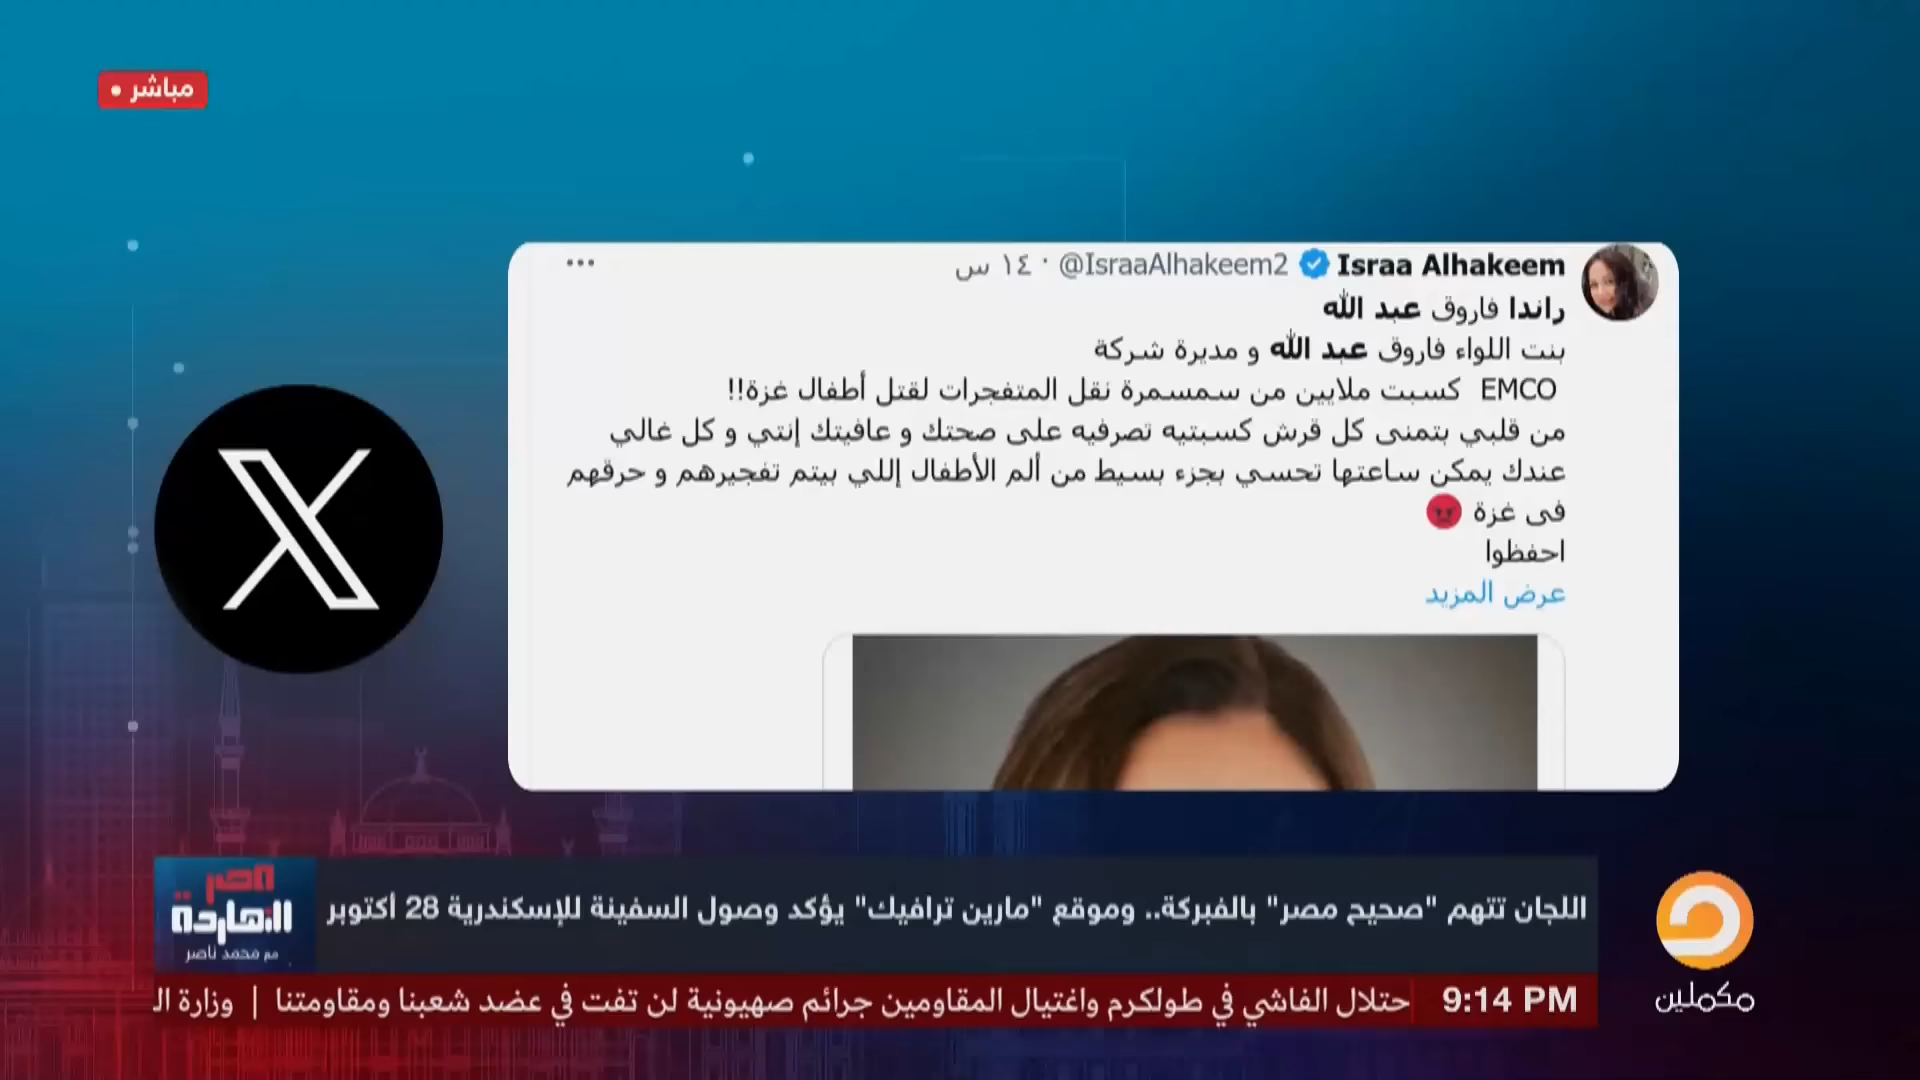 مباشر
Israa Alhakeem @IsraaAlhakeem2 · ١٤ س
راندا فاروق عبد الله
بنت اللواء فاروق عبد الله و مديرة شركة
EMCO كسبت ملايين من سمسمرة نقل المتفجرات لقتل أطفال غزة!!
من قلبي بتمنى كل قرش كسبتيه تصرفيه على صحتك و عافيتك إنتي و كل غالي
عندك يمكن ساعتها تحسي بجزء بسيط من ألم الأطفال إللي بيتم تفجيرهم و حرقهم
فى غزة 😡
احفظوا
عرض المزيد
مصر النهاردة
مع محمد ناصر
اللجان تتهم "صحيح مصر" بالفبركة.. وموقع "مارين ترافيك" يؤكد وصول السفينة للإسكندرية 28 أكتوبر
9:14 PM
حتلال الفاشي في طولكرم واغتيال المقاومين جرائم صهيونية لن تفت في عضد شعبنا ومقاومتنا | وزارة الـ
مكملين